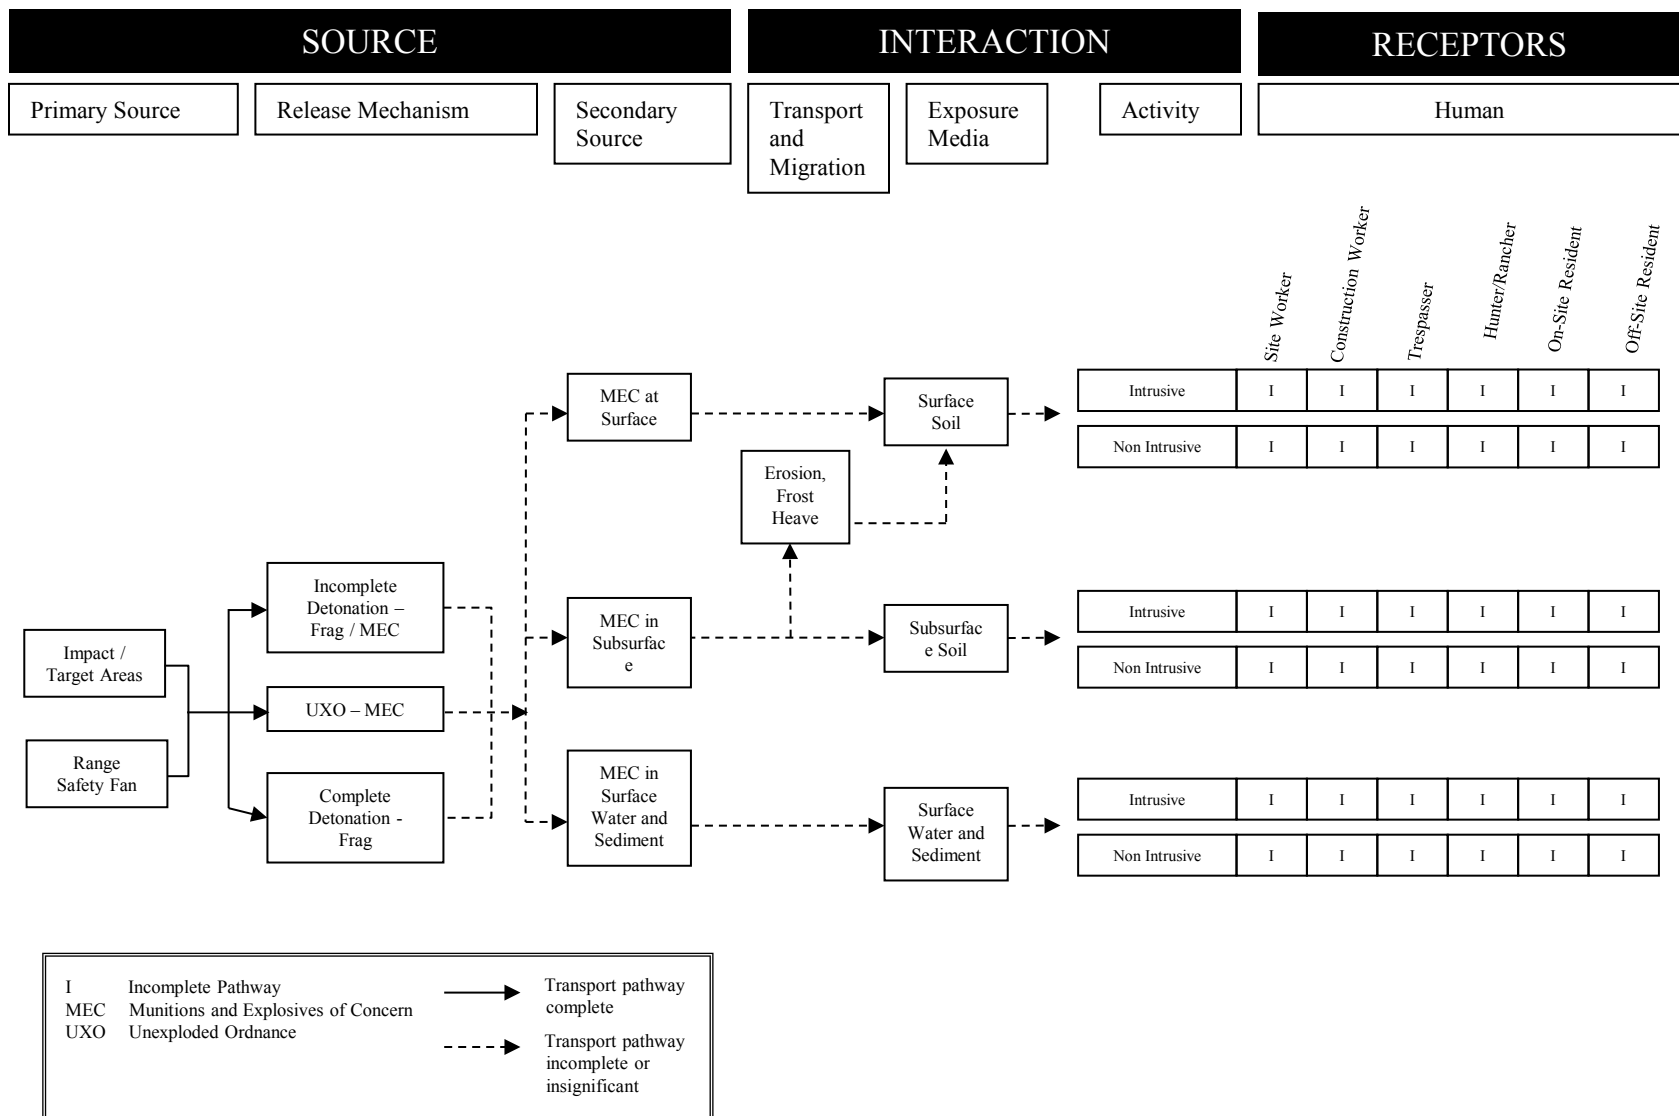 SOURCE
INTERACTION
RECEPTORS
Primary Source
Release Mechanism
Secondary
Source
Transport
and
Migration
Exposure
Media
Activity
Human
Site Worker
Construction Worker
Trespasser
Hunter/Rancher
On-Site Resident
Off-Site Resident
MEC at
Surface
Surface
Soil
Intrusive I I I I I I
Non Intrusive I I I I I I
Erosion,
Frost
Heave
Impact /
Target Areas
Range
Safety Fan
Incomplete
Detonation –
Frag / MEC
UXO – MEC
Complete
Detonation -
Frag
MEC in
Subsurfac
e
Subsurfac
e Soil
Intrusive I I I I I I
Non Intrusive I I I I I I
MEC in
Surface
Water and
Sediment
Surface
Water and
Sediment
Intrusive I I I I I I
Non Intrusive I I I I I I
I Incomplete Pathway
MEC Munitions and Explosives of Concern
UXO Unexploded Ordnance
Transport pathway
complete
Transport pathway
incomplete or
insignificant